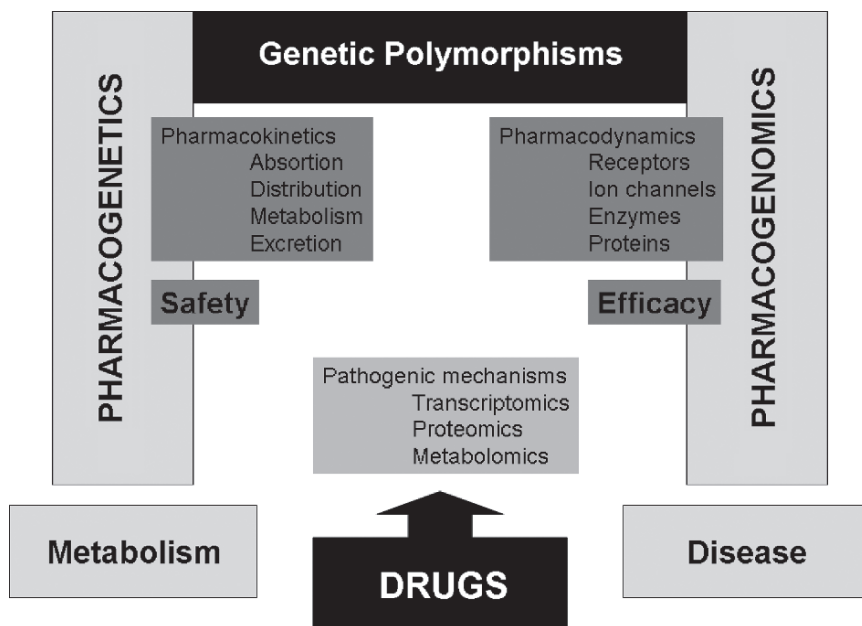 Genetic Polymorphisms
PHARMACOGENETICS
PHARMACOGENOMICS
Pharmacokinetics
Absortion
Distribution
Metabolism
Excretion
Pharmacodynamics
Receptors
Ion channels
Enzymes
Proteins
Safety
Efficacy
Pathogenic mechanisms
Transcriptomics
Proteomics
Metabolomics
Metabolism
DRUGS
Disease